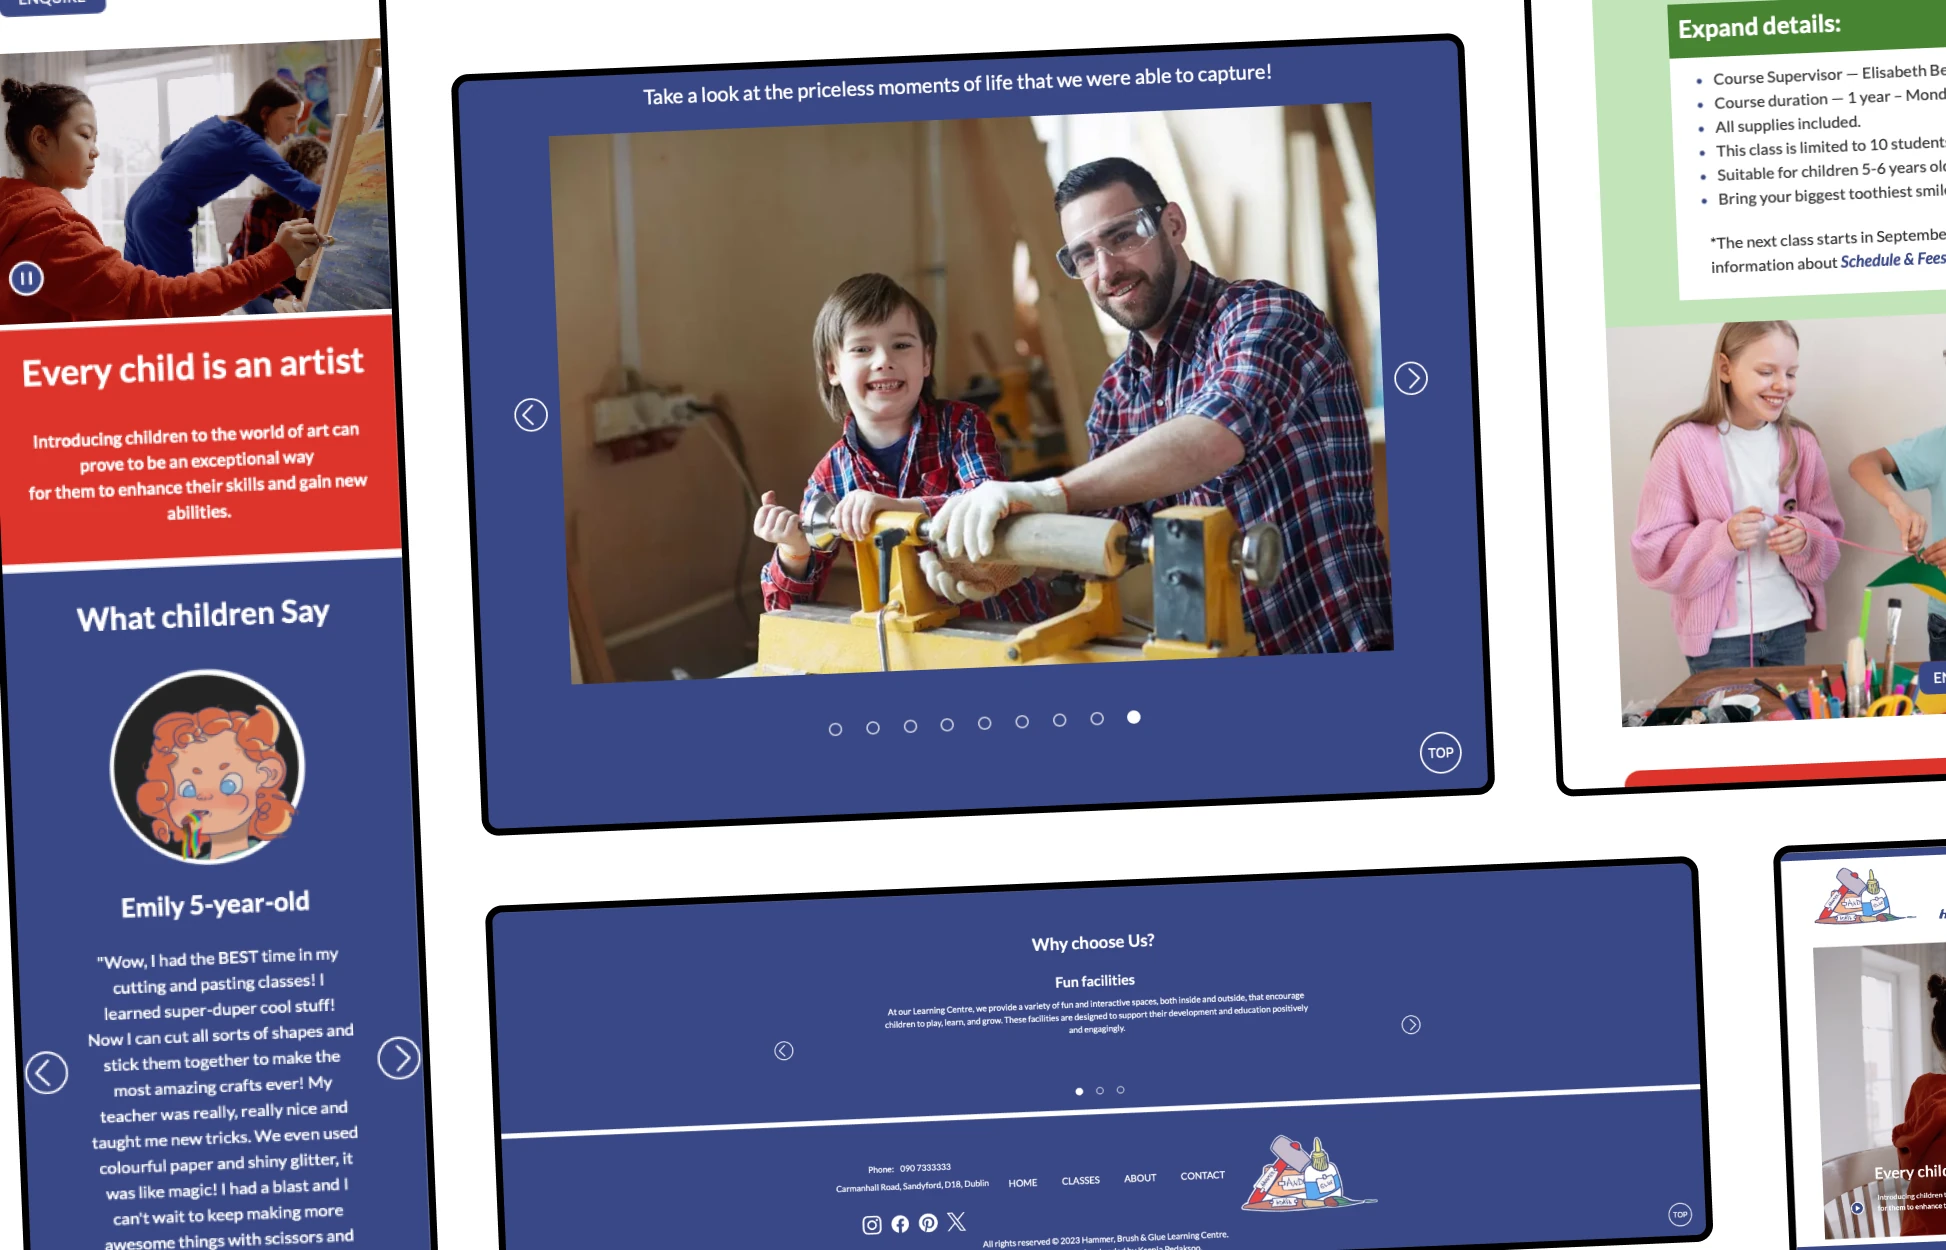 ENQUIRE
Every child is an artist
Introducing children to the world of art can
prove to be an exceptional way
for them to enhance their skills and gain new
abilities.
What children Say
Emily 5-year-old
"Wow, I had the BEST time in my
cutting and pasting classes! I
learned super-duper cool stuff!
Now I can cut all sorts of shapes and
stick them together to make the
most amazing crafts ever! My
teacher was really, really nice and
taught me new tricks. We even used
colourful paper and shiny glitter, it
was like magic! I had a blast and I
can't wait to keep making more
awesome things with scissors and
Take a look at the priceless moments of life that we were able to capture!
TOP
Expand details:
Course Supervisor — Elisabeth
Course duration — 1 year –
All supplies included.
This class is limited to 10
Suitable for children 5-6 years
Bring your biggest toothiest
*The next class starts in
information about Schedule & Fees
Why choose Us?
Fun facilities
At our Learning Centre, we provide a variety of fun and interactive spaces, both inside and outside, that encourage
children to play, learn, and grow. These facilities are designed to support their development and education positively
and engagingly.
Phone: 090 7333333
Carmanhall Road, Sandyford, D18, Dublin
HOME
CLASSES
ABOUT
CONTACT
All rights reserved © 2023 Hammer, Brush & Glue Learning Centre.
TOP
Every
Introducing children
for them to enhance